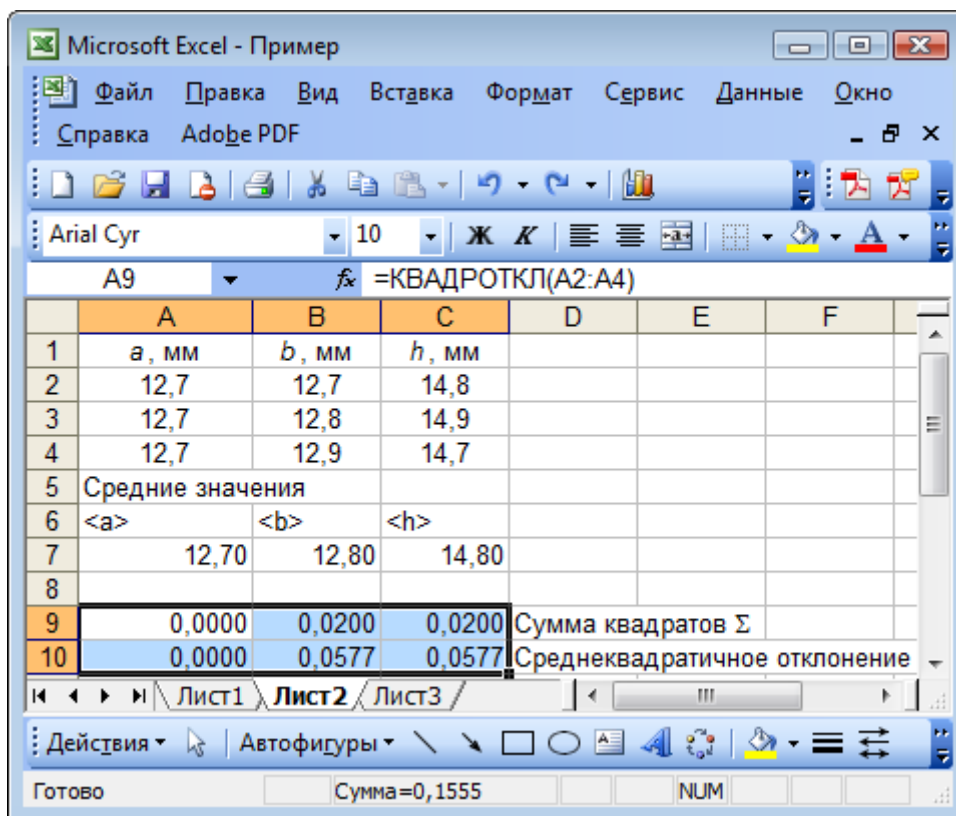 Microsoft Excel - Пример
Файл Правка Вид Вставка Формат Сервис Данные Окно
Справка Adobe PDF
Arial Cyr 10 Ж К
A9 fx =КВАДРОТКЛ(A2:A4)
A B C D E F
1 a , мм b , мм h , мм
2 12,7 12,7 14,8
3 12,7 12,8 14,9
4 12,7 12,9 14,7
5 Средние значения
6 <a> <b> <h>
7 12,70 12,80 14,80
8
9 0,0000 0,0200 0,0200 Сумма квадратов Σ
10 0,0000 0,0577 0,0577 Среднеквадратичное отклонение
Лист1 Лист2 Лист3
Действия Автофигуры
Готово Сумма=0,1555 NUM